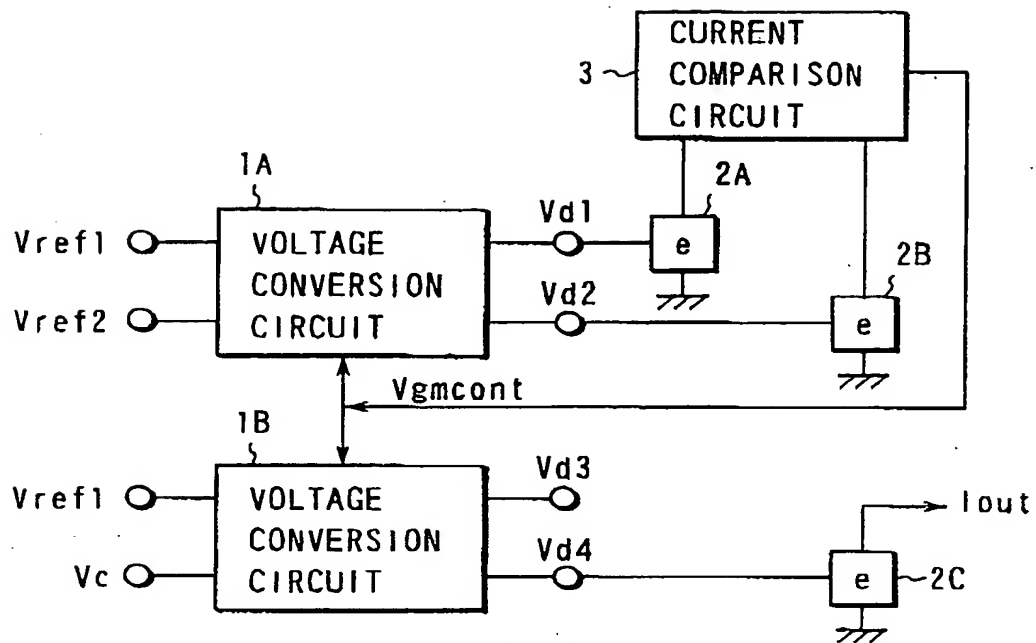 CURRENT
COMPARISON
CIRCUIT
3
1A
2A
Vref1
VOLTAGE
CONVERSION
CIRCUIT
Vd1
e
2B
Vref2
Vd2
e
Vgmcont
1B
Vref1
VOLTAGE
CONVERSION
CIRCUIT
Vd3
Iout
Vc
Vd4
e
2C